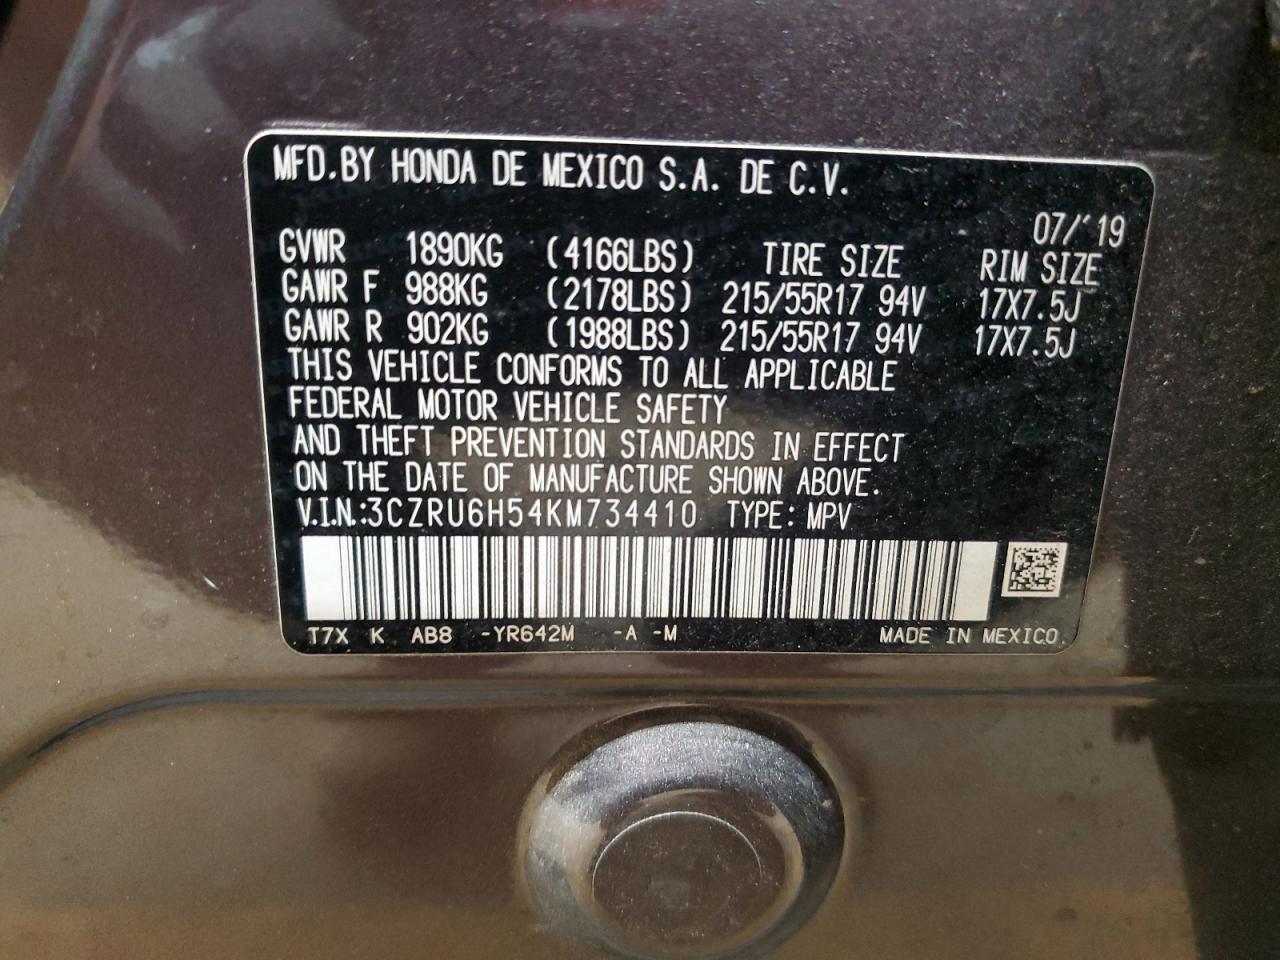 MFD.BY HONDA DE MEXICO S.A. DE C.V.
07/'19
GVWR 1890KG (4166LBS) TIRE SIZE RIM SIZE
GAWR F 988KG (2178LBS) 215/55R17 94V 17X7.5J
GAWR R 902KG (1988LBS) 215/55R17 94V 17X7.5J
THIS VEHICLE CONFORMS TO ALL APPLICABLE
FEDERAL MOTOR VEHICLE SAFETY
AND THEFT PREVENTION STANDARDS IN EFFECT
ON THE DATE OF MANUFACTURE SHOWN ABOVE.
V.I.N.:3CZRU6H54KM734410 TYPE: MPV
T7X K AB8 -YR642M -A -M MADE IN MEXICO.